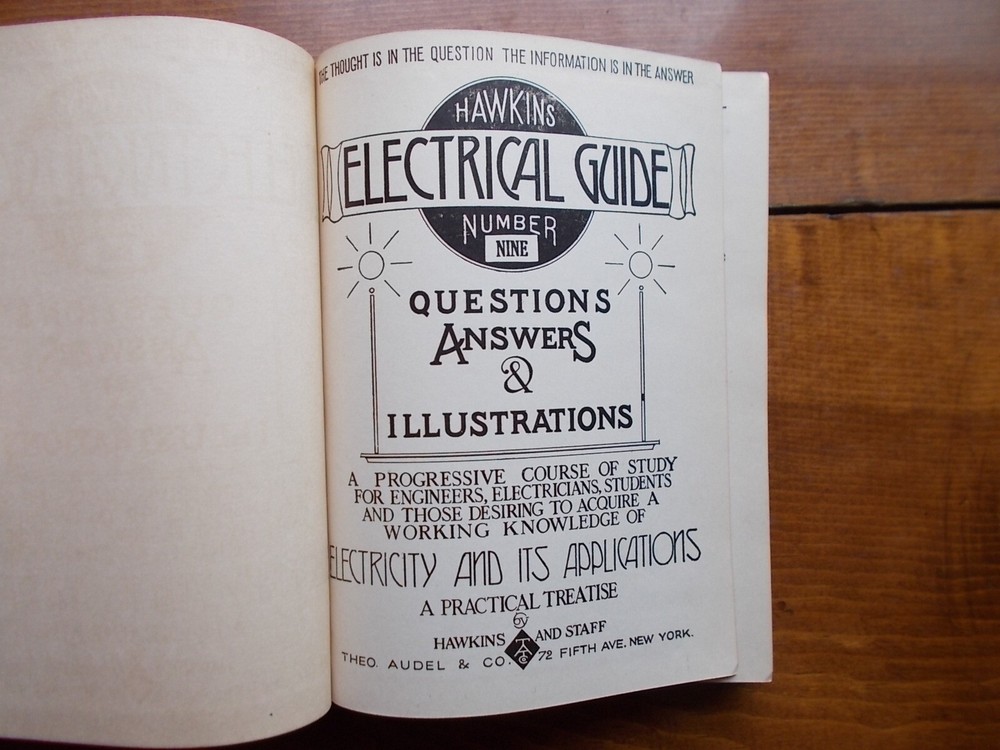 THE THOUGHT IS IN THE QUESTION THE INFORMATION IS IN THE ANSWER
HAWKINS
ELECTRICAL GUIDE
NUMBER
NINE
QUESTIONS
ANSWERS
&
ILLUSTRATIONS
A PROGRESSIVE COURSE OF STUDY
FOR ENGINEERS, ELECTRICIANS, STUDENTS
AND THOSE DESIRING TO ACQUIRE A
WORKING KNOWLEDGE OF
ELECTRICITY AND ITS APPLICATIONS
A PRACTICAL TREATISE
by
HAWKINS AND STAFF
THEO. AUDEL & CO. 72 FIFTH AVE. NEW YORK.